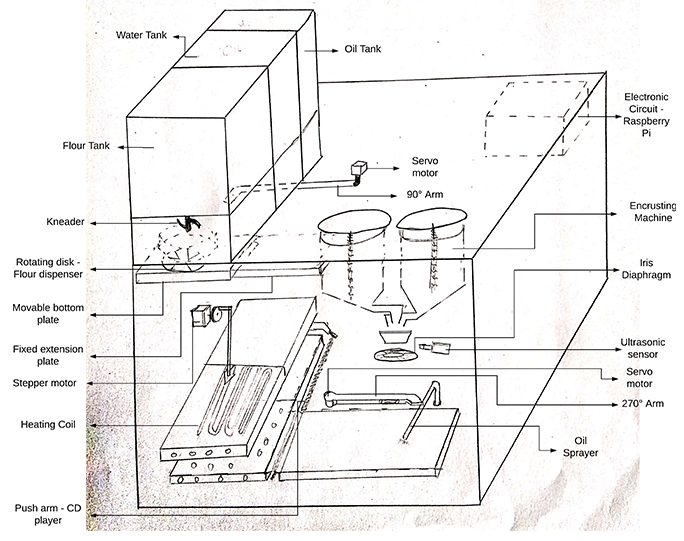 Water Tank
Oil Tank
Flour Tank
Electronic
Circuit -
Raspberry
Pi
Servo
motor
90° Arm
Kneader
Encrusting
Machine
Rotating disk -
Flour dispenser
Iris
Diaphragm
Movable bottom
plate
Fixed extension
plate
Ultrasonic
sensor
Stepper motor
Servo
motor
270° Arm
Heating Coil
Oil
Sprayer
Push arm - CD
player